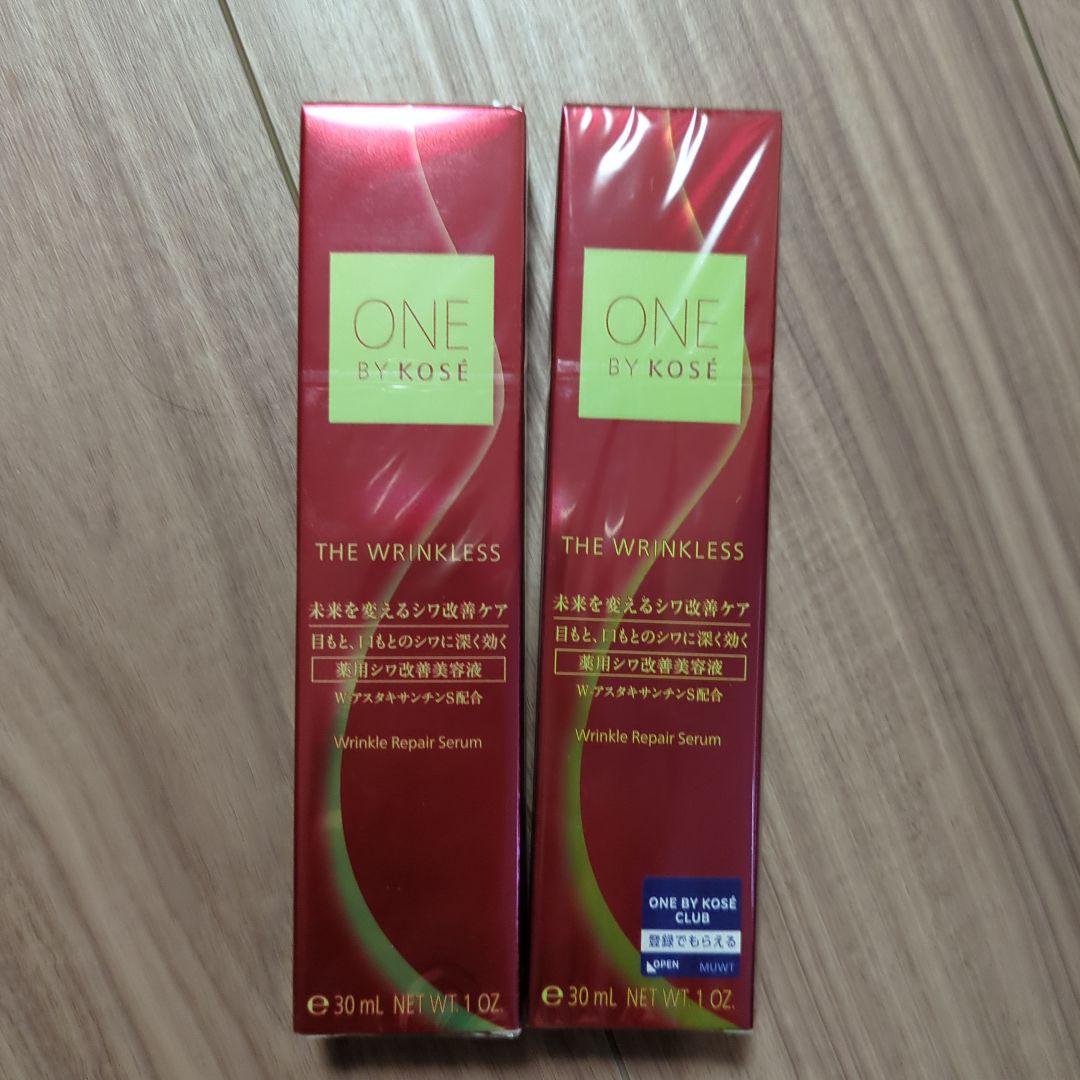 ONE
BY KOSÉ
THE WRINKLESS
未来を変えるシワ改善ケア
目もと、口もとのシワに深く効く
薬用シワ改善美容液
W-アスタキサンチンS配合
Wrinkle Repair Serum
e 30 mL NET WT. 1 OZ.
ONE
BY KOSÉ
THE WRINKLESS
未来を変えるシワ改善ケア
目もと、口もとのシワに深く効く
薬用シワ改善美容液
W-アスタキサンチンS配合
Wrinkle Repair Serum
ONE BY KOSÉ
CLUB
登録でもらえる
OPEN MUWT
e 30 mL NET WT. 1 OZ.